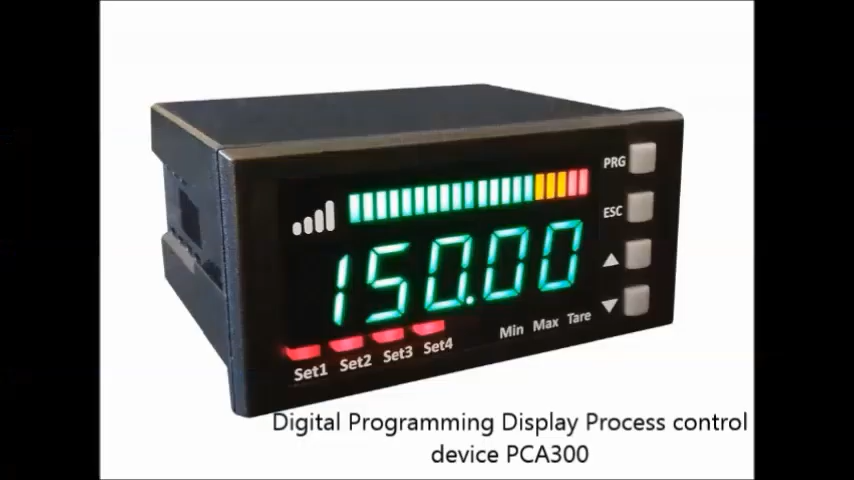 PRG
ESC
150.00
Min Max Tare
Set1 Set2 Set3 Set4
Digital Programming Display Process control
device PCA300